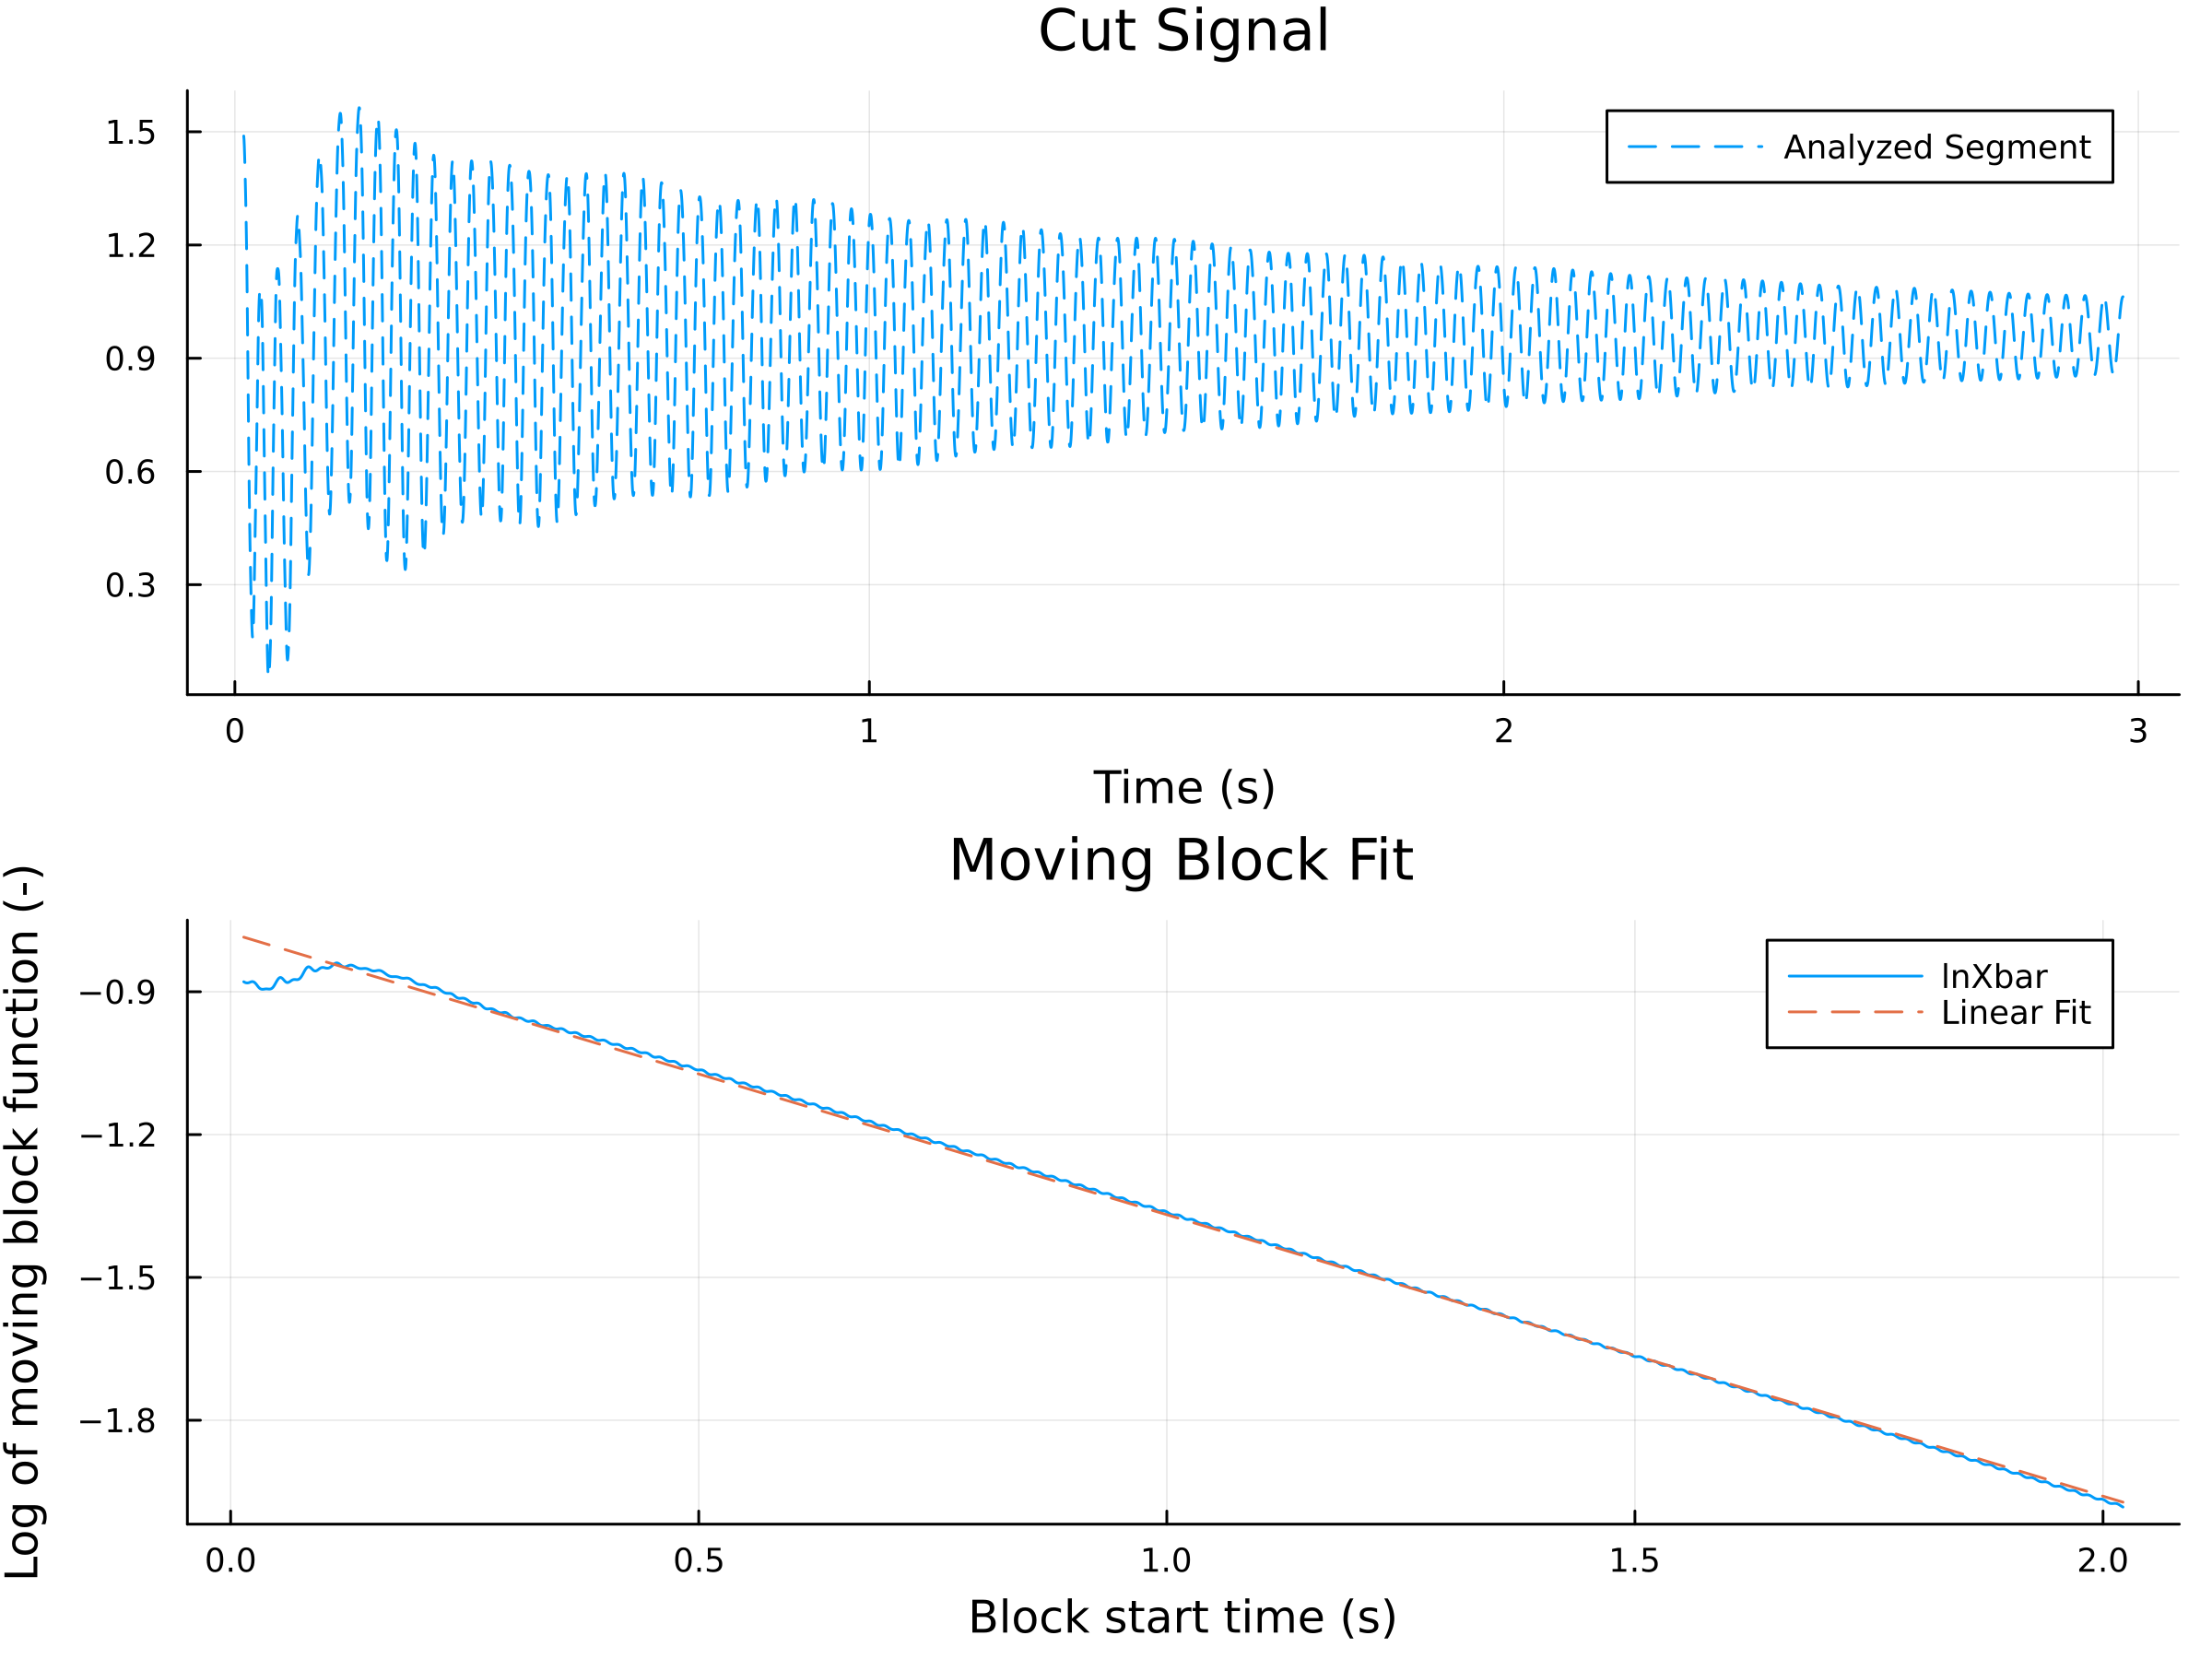 Cut Signal
Analyzed Segment
1.5
1.2
0.9
0.6
0.3
0
1
2
3
Time (s)
Moving Block Fit
Log of moving block function (-)
lnXbar
Linear Fit
−0.9
−1.2
−1.5
−1.8
0.0
0.5
1.0
1.5
2.0
Block start time (s)